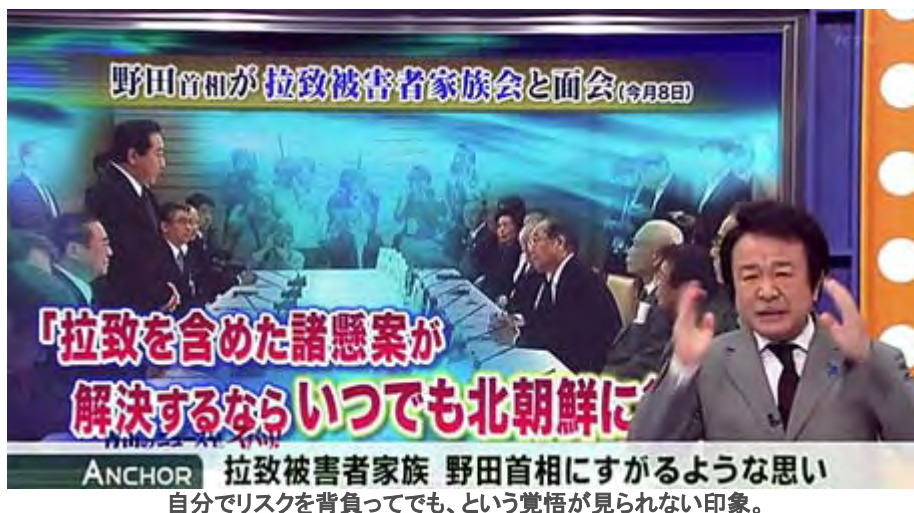 野田首相が拉致被害者家族会と面会(今月8日)
「拉致を含めた諸懸案が
解決するならいつでも北朝鮮に
ANCHOR 拉致被害者家族 野田首相にすがるような思い
自分でリスクを背負ってでも、という覚悟が見られない印象。